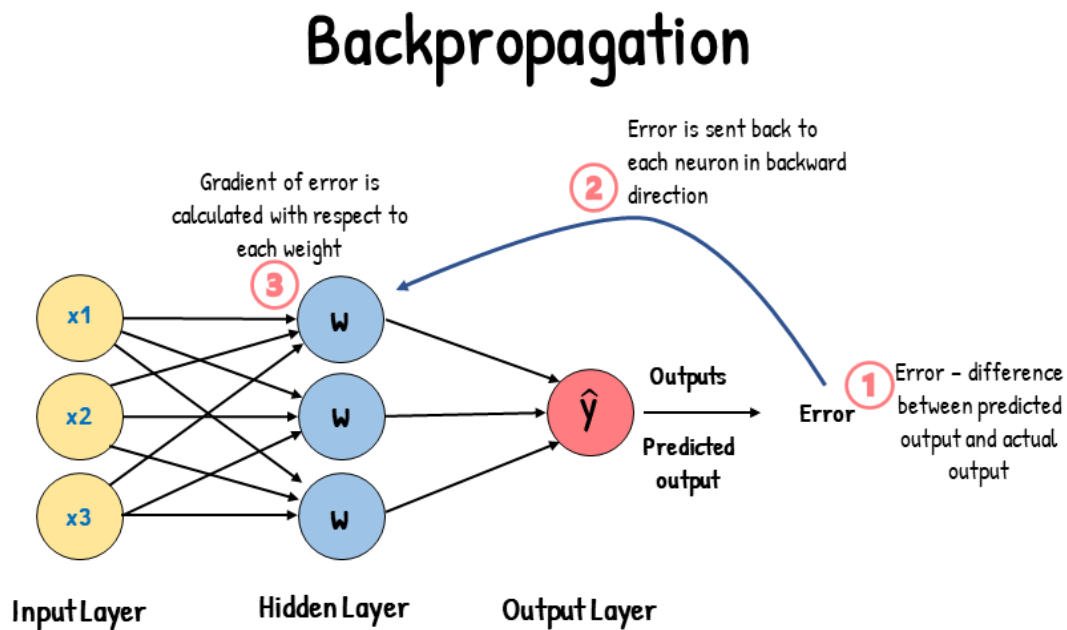 Backpropagation
Error is sent back to
each neuron in backward
direction
2
Gradient of error is
calculated with respect to
each weight
3
x1
w
x2
w
x3
w
ŷ
Outputs
Predicted
output
Error
1
Error - difference
between predicted
output and actual
output
Input Layer
Hidden Layer
Output Layer